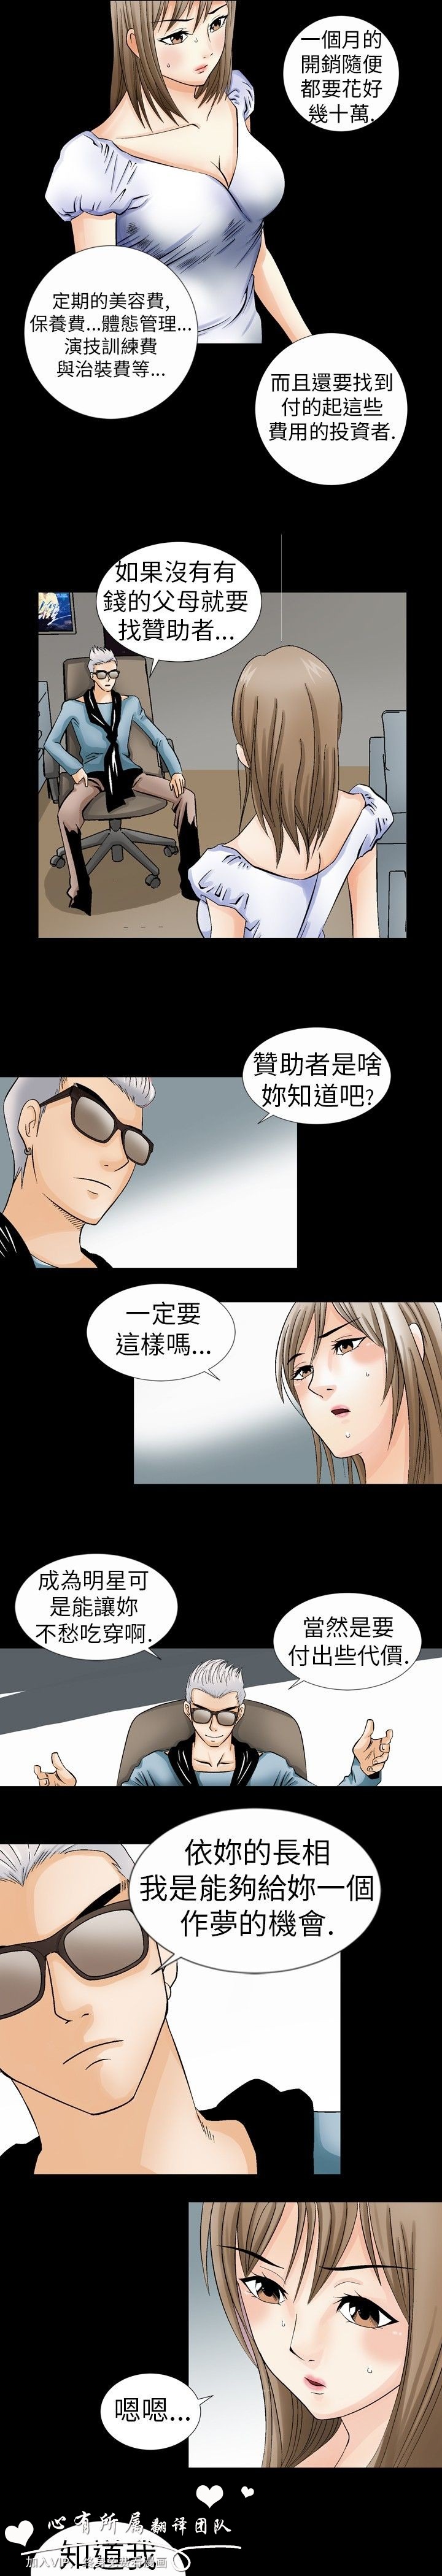 一個月的
開銷隨便
都要花好
幾十萬.
定期的美容費,
保養費...體態管理...
演技訓練費
與治裝費等...
而且還要找到
付的起這些
費用的投資者.
如果沒有有
錢的父母就要
找贊助者...
贊助者是啥
妳知道吧?
一定要
這樣嗎...
成為明星可
是能讓妳
不愁吃穿啊.
當然是要
付出些代價.
依妳的長相
我是能夠給妳一個
作夢的機會.
嗯嗯...
心有所属翻译团队
知道我
加入VIP